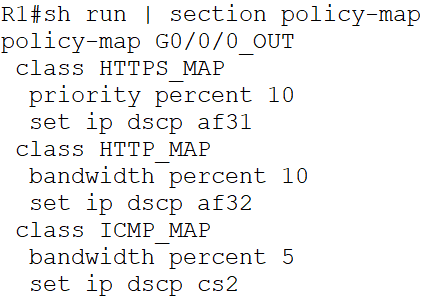 R1#sh run | section policy-map
policy-map G0/0/0_OUT
 class HTTPS_MAP
  priority percent 10
  set ip dscp af31
 class HTTP_MAP
  bandwidth percent 10
  set ip dscp af32
 class ICMP_MAP
  bandwidth percent 5
  set ip dscp cs2